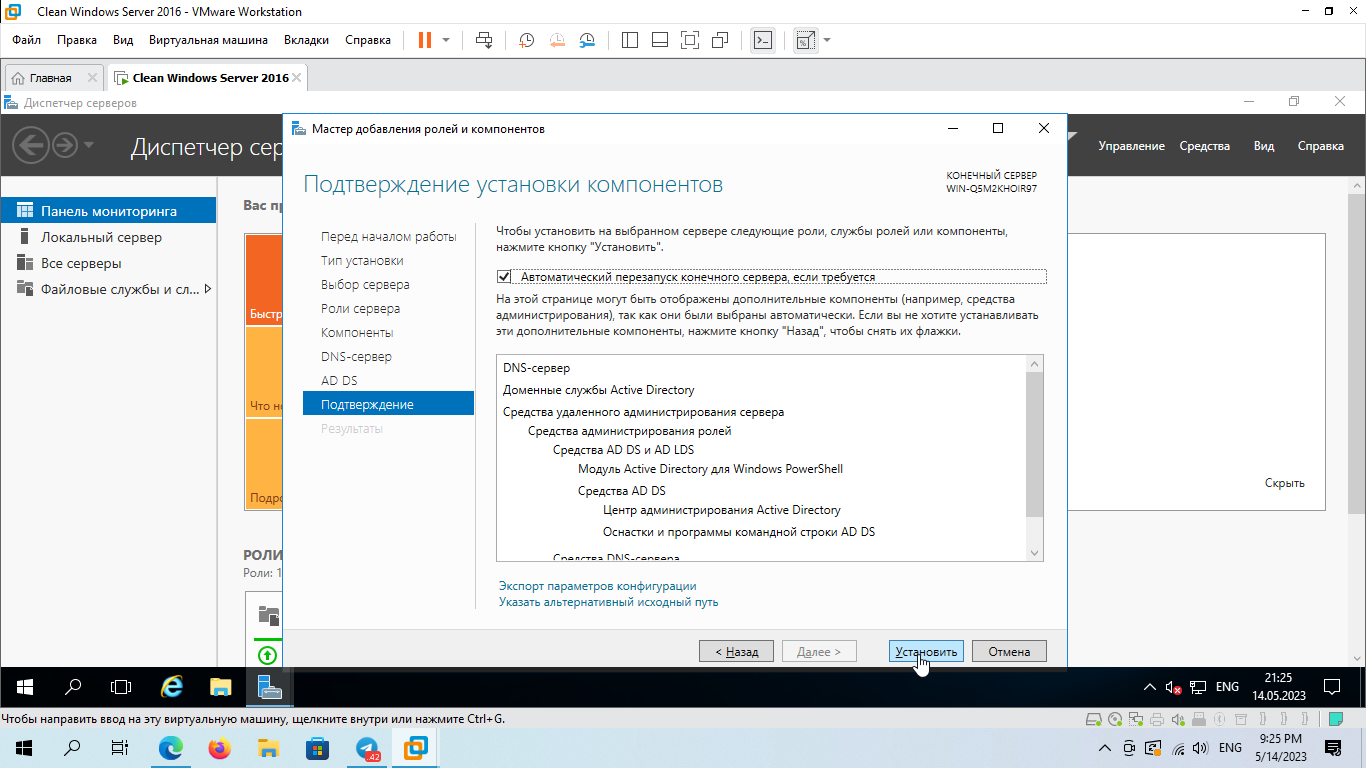 Clean Windows Server 2016 - VMware Workstation
Файл Правка Вид Виртуальная машина Вкладки Справка
Главная Clean Windows Server 2016
Диспетчер серверов
Диспетчер сер
Управление Средства Вид Справка
Мастер добавления ролей и компонентов
Подтверждение установки компонентов
КОНЕЧНЫЙ СЕРВЕР
WIN-Q5M2KHOIR97
Панель мониторинга
Локальный сервер
Все серверы
Файловые службы и сл...
Вас пр
Быстр
Что н
Подро
РОЛИ
Роли: 1
Скрыть
Перед началом работы
Тип установки
Выбор сервера
Роли сервера
Компоненты
DNS-сервер
AD DS
Подтверждение
Результаты
Чтобы установить на выбранном сервере следующие роли, службы ролей или компоненты,
нажмите кнопку "Установить".
Автоматический перезапуск конечного сервера, если требуется
На этой странице могут быть отображены дополнительные компоненты (например, средства
администрирования), так как они были выбраны автоматически. Если вы не хотите устанавливать
эти дополнительные компоненты, нажмите кнопку "Назад", чтобы снять их флажки.
DNS-сервер
Доменные службы Active Directory
Средства удаленного администрирования сервера
Средства администрирования ролей
Средства AD DS и AD LDS
Модуль Active Directory для Windows PowerShell
Средства AD DS
Центр администрирования Active Directory
Оснастки и программы командной строки AD DS
Средства DNS-сервера
Экспорт параметров конфигурации
Указать альтернативный исходный путь
< Назад Далее > Установить Отмена
ENG
21:25
14.05.2023
Чтобы направить ввод на эту виртуальную машину, щелкните внутри или нажмите Ctrl+G.
42
ENG
9:25 PM
5/14/2023